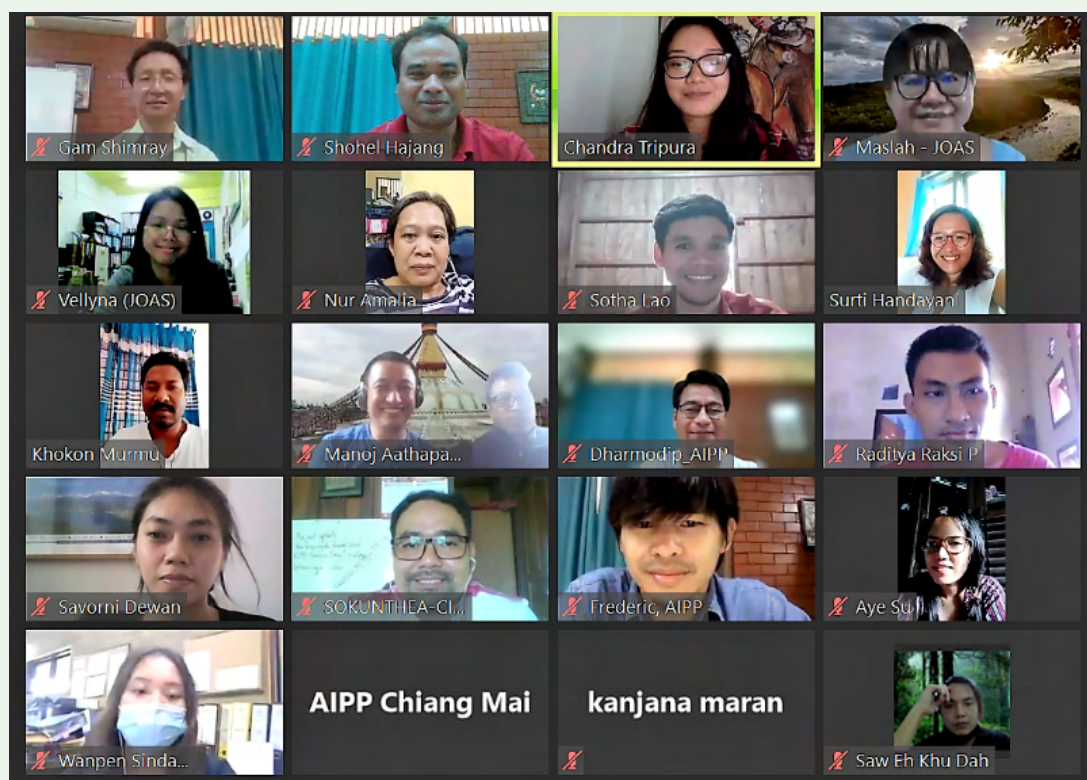 Gam Shimray
Shohel Hajang
Chandra Tripura
Maslah - JOAS
Vellyna (JOAS)
Nur Amalia
Sotha Lao
Surti Handayani
Khokon Murmu
Manoj Aathapa...
Dharmodip_AIPP
Raditya Raksi P
Savorni Dewan
SOKUNTHEA-CI...
Frederic, AIPP
Aye Su
Wanpen Sinda...
AIPP Chiang Mai
kanjana maran
Saw Eh Khu Dah